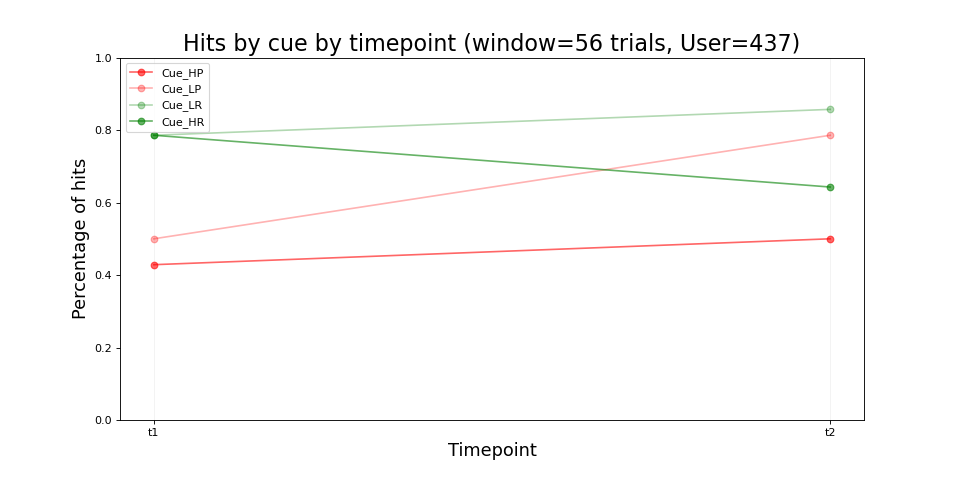 Hits by cue by timepoint (window=56 trials, User=437)
Cue_HP
Cue_LP
Cue_LR
Cue_HR
Percentage of hits
1.0
0.8
0.6
0.4
0.2
0.0
t1
t2
Timepoint